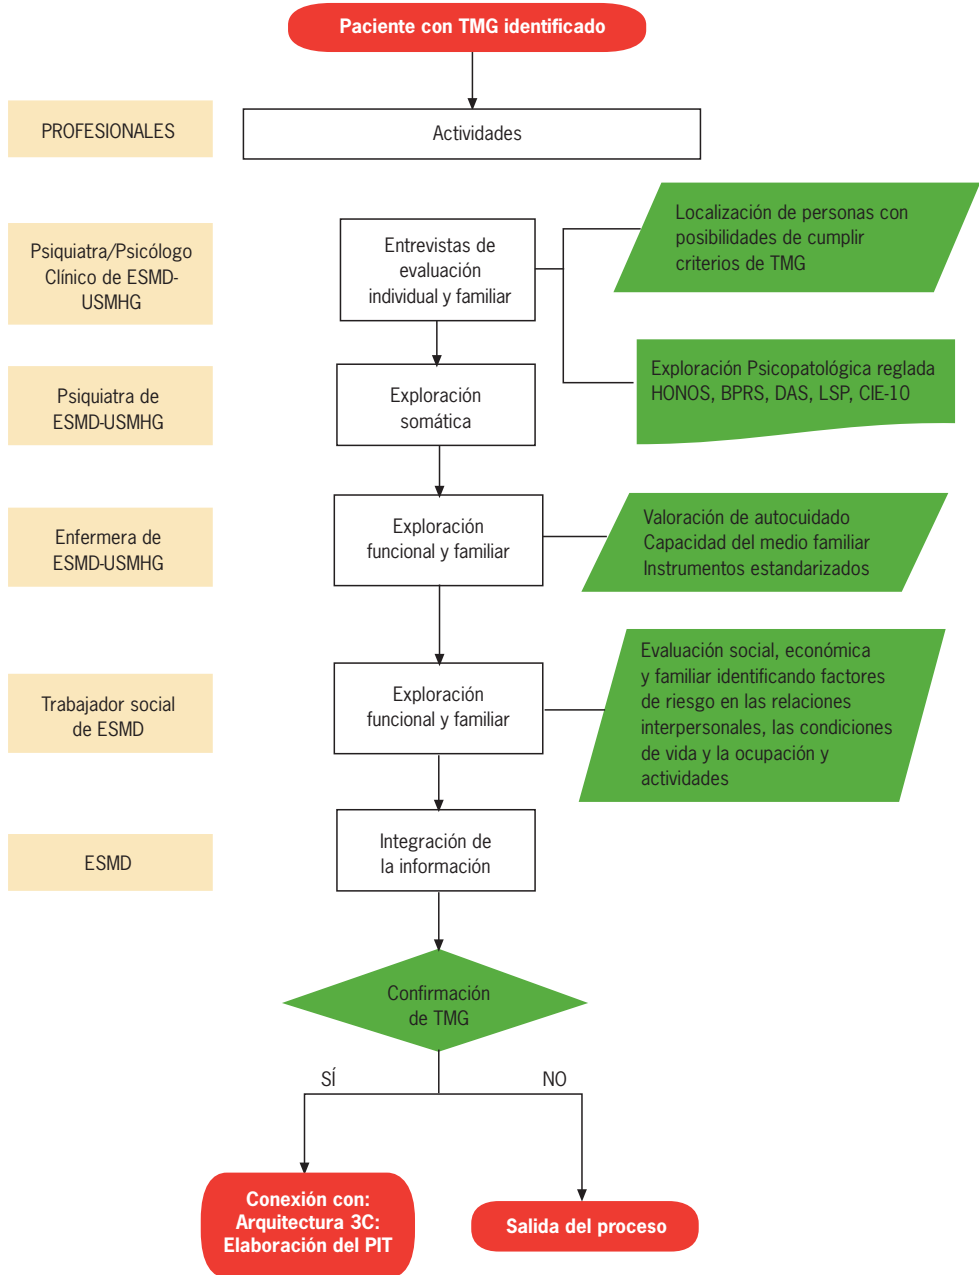 Paciente con TMG identificado
PROFESIONALES
Actividades
Psiquiatra/Psicólogo
Clínico de ESMD-
USMHG
Entrevistas de
evaluación
individual y familiar
Localización de personas con
posibilidades de cumplir
criterios de TMG
Exploración Psicopatológica reglada
HONOS, BPRS, DAS, LSP, CIE-10
Psiquiatra de
ESMD-USMHG
Exploración
somática
Enfermera de
ESMD-USMHG
Exploración
funcional y familiar
Valoración de autocuidado
Capacidad del medio familiar
Instrumentos estandarizados
Trabajador social
de ESMD
Exploración
funcional y familiar
Evaluación social, económica
y familiar identificando factores
de riesgo en las relaciones
interpersonales, las condiciones
de vida y la ocupación y
actividades
ESMD
Integración de
la información
Confirmación
de TMG
SÍ
NO
Conexión con:
Arquitectura 3C:
Elaboración del PIT
Salida del proceso